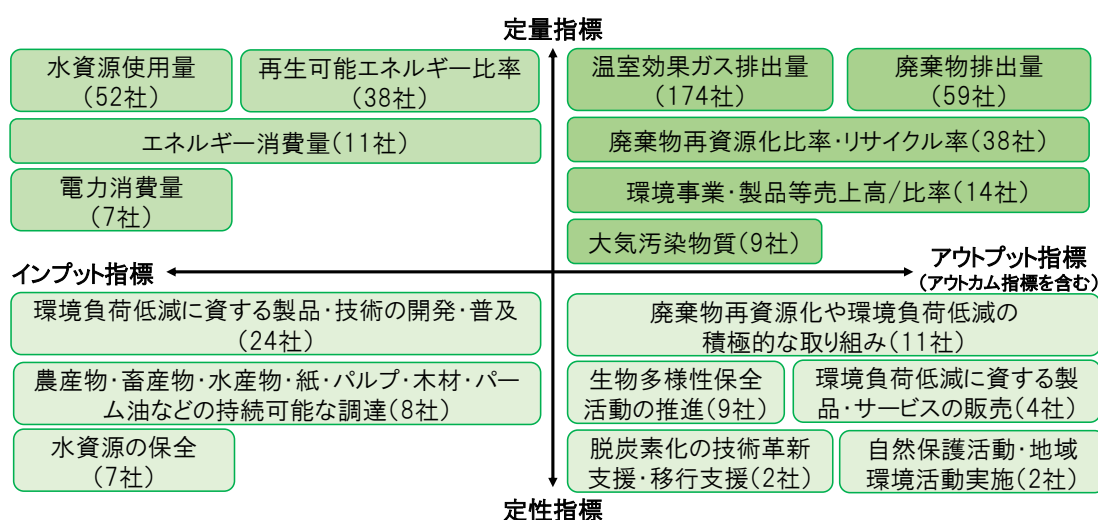 定量指標
水資源使用量
(52社)
再生可能エネルギー比率
(38社)
エネルギー消費量(11社)
電力消費量
(7社)
温室効果ガス排出量
(174社)
廃棄物排出量
(59社)
廃棄物再資源化比率・リサイクル率(38社)
環境事業・製品等売上高/比率(14社)
大気汚染物質(9社)
インプット指標
アウトプット指標
(アウトカム指標を含む)
環境負荷低減に資する製品・技術の開発・普及
(24社)
農産物・畜産物・水産物・紙・パルプ・木材・パー
ム油などの持続可能な調達(8社)
水資源の保全
(7社)
廃棄物再資源化や環境負荷低減の
積極的な取り組み(11社)
生物多様性保全
活動の推進(9社)
環境負荷低減に資する製
品・サービスの販売(4社)
脱炭素化の技術革新
支援・移行支援(2社)
自然保護活動・地域
環境活動実施(2社)
定性指標